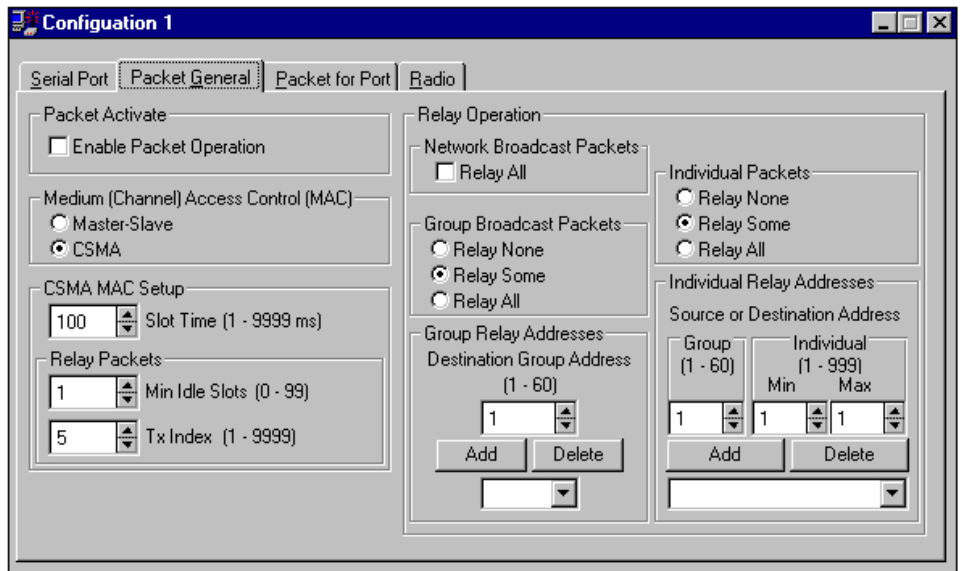 Configuation 1
Serial Port
Packet General
Packet for Port
Radio
Packet Activate
Enable Packet Operation
Medium (Channel) Access Control (MAC)
Master-Slave
CSMA
CSMA MAC Setup
100 Slot Time (1 - 9999 ms)
Relay Packets
1 Min Idle Slots (0 - 99)
5 Tx Index (1 - 9999)
Relay Operation
Network Broadcast Packets
Relay All
Group Broadcast Packets
Relay None
Relay Some
Relay All
Group Relay Addresses
Destination Group Address
(1 - 60)
1
Add Delete
Individual Packets
Relay None
Relay Some
Relay All
Individual Relay Addresses
Source or Destination Address
Group Individual
(1 - 60) (1 - 999)
Min Max
1 1 1
Add Delete